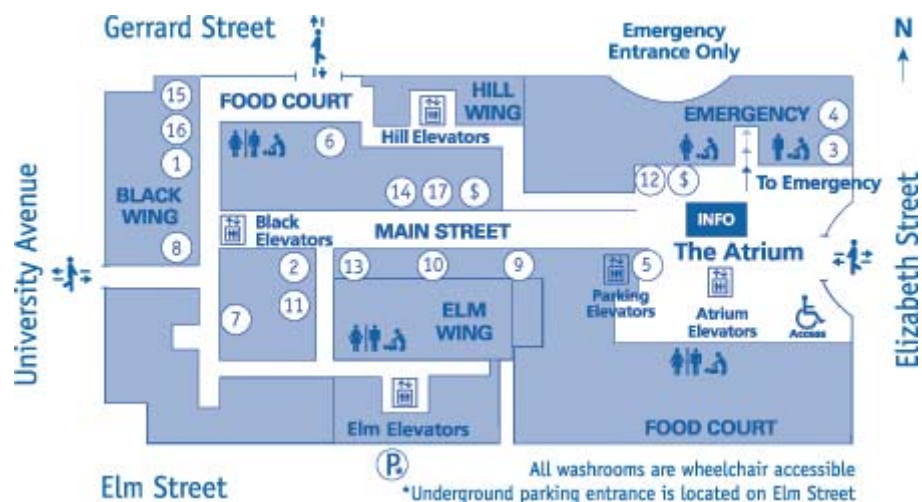 Gerrard Street
Emergency
Entrance Only
N
15
FOOD COURT
HILL
WING
EMERGENCY
4
16
6
Hill Elevators
3
1
12
$
To Emergency
BLACK
WING
14
17
$
INFO
8
Black
Elevators
MAIN STREET
The Atrium
2
13
10
9
5
7
11
ELM
WING
Parking
Elevators
Atrium
Elevators
Access
University Avenue
Elizabeth Street
Elm Elevators
FOOD COURT
P
Elm Street
All washrooms are wheelchair accessible
*Underground parking entrance is located on Elm Street